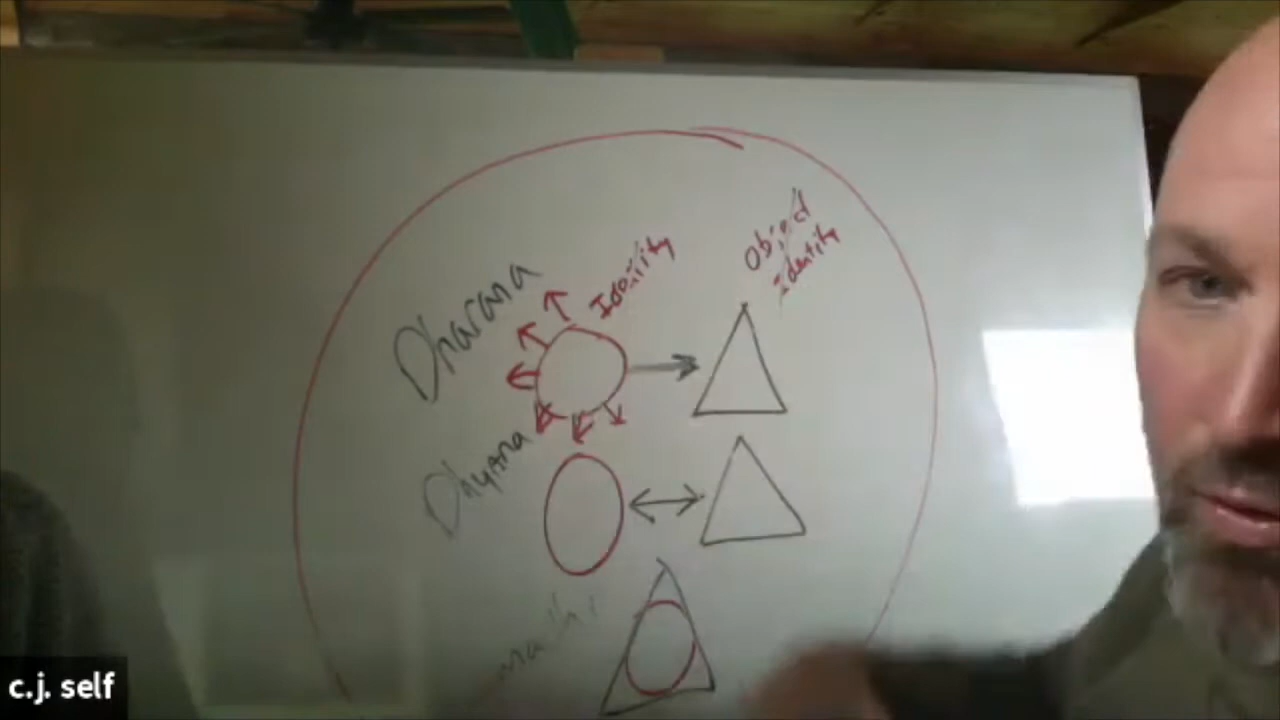 Object
identity
Identity
Dharana
Dhyana
c.j. self